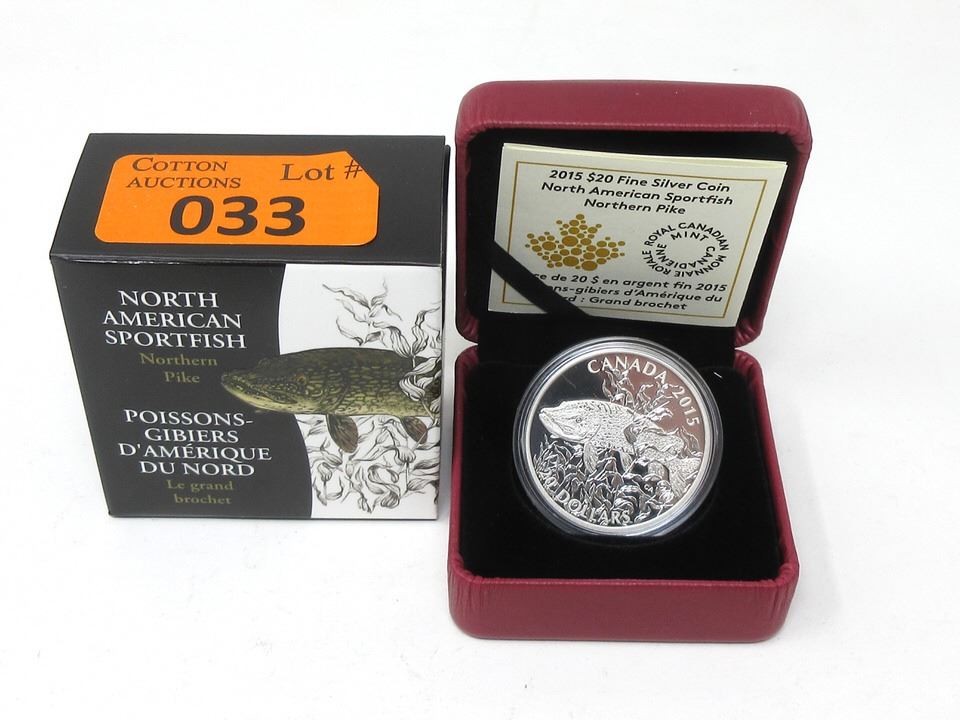 COTTON
AUCTIONS
Lot #
033
NORTH
AMERICAN
SPORTFISH
Northern
Pike
POISSONS-
GIBIERS
D'AMÉRIQUE
DU NORD
Le grand
brochet
2015 $20 Fine Silver Coin
North American Sportfish
Northern Pike
ROYAL CANADIAN MINT
MONNAIE ROYALE CANADIENNE
de 20 $ en argent fin 2015
d'Amérique du
: Grand brochet
CANADA 2015
DOLLARS